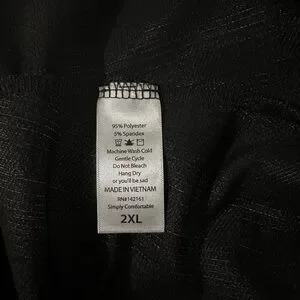 95% Polyester
5% Spandex
Machine Wash Cold
Gentle Cycle
Do Not Bleach
Hang Dry
or you'll be sad
MADE IN VIETNAM
RN#142161
Simply Comfortable
2XL